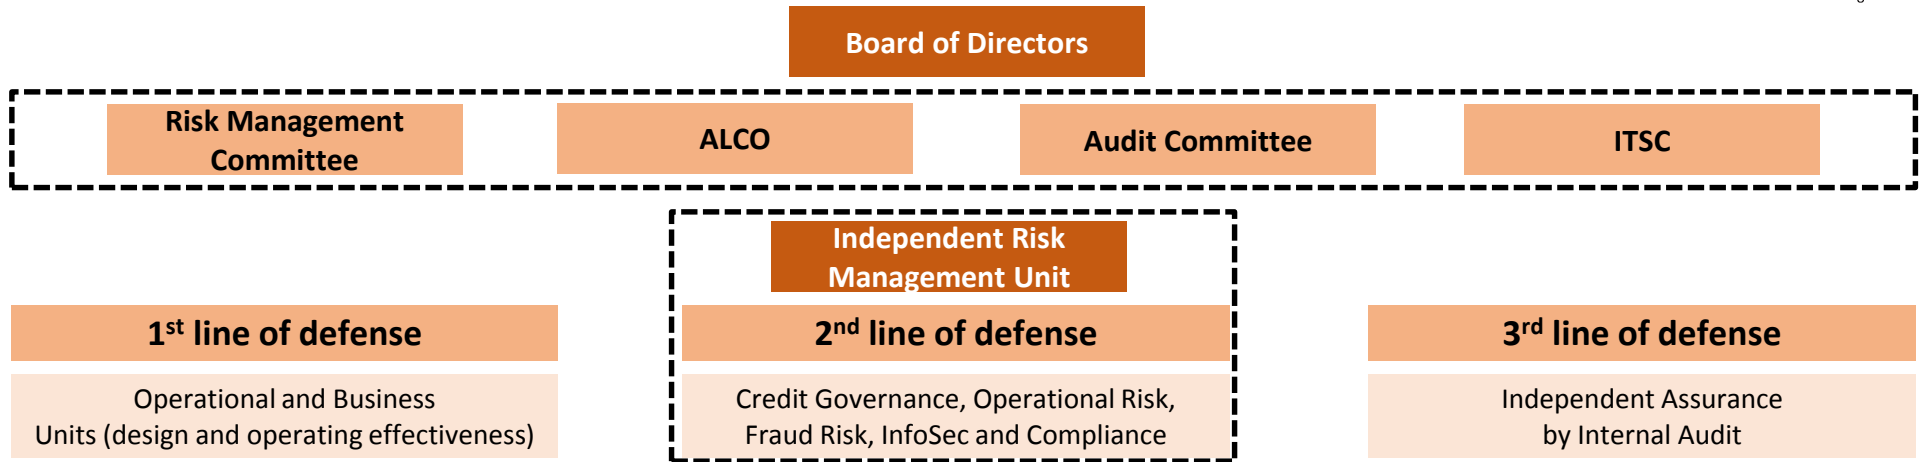 Board of Directors
Risk Management
Committee
ALCO
Audit Committee
ITSC
Independent Risk
Management Unit
1st line of defense
2nd line of defense
3rd line of defense
Operational and Business
Units (design and operating effectiveness)
Credit Governance, Operational Risk,
Fraud Risk, InfoSec and Compliance
Independent Assurance
by Internal Audit